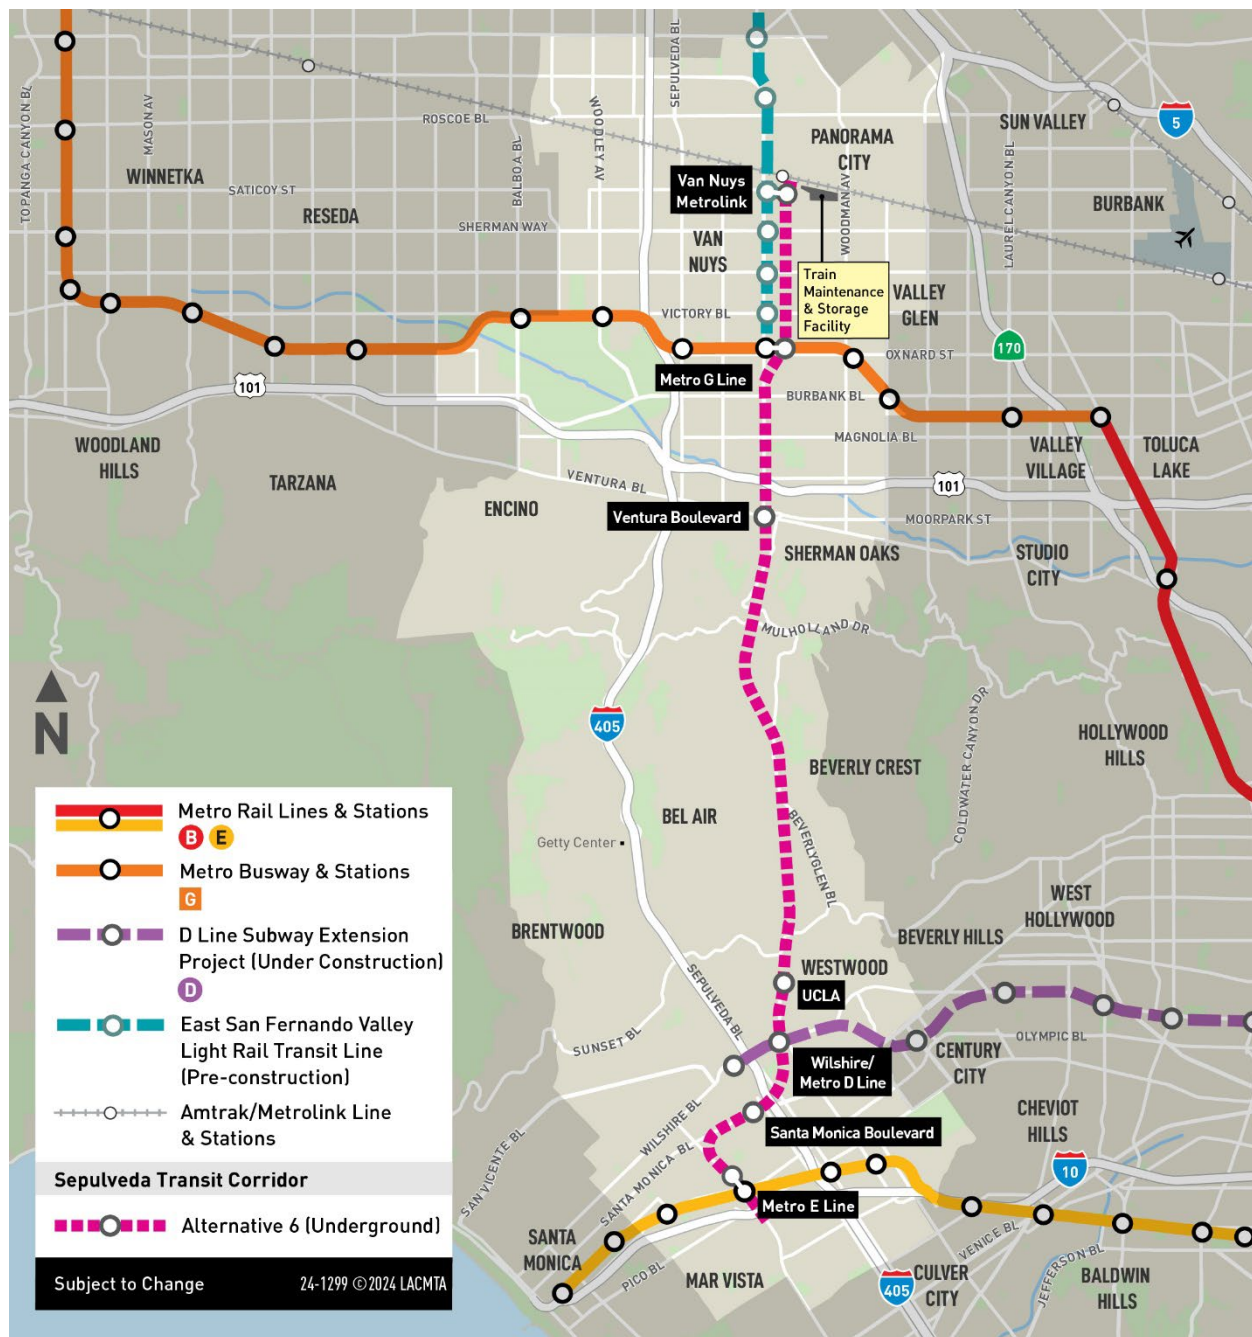 SEPULVEDA BL
TOPANGA CANYON BL
MASON AV
ROSCOE BL
WOODLEY AV
BALBOA BL
PANORAMA
CITY
SUN VALLEY
5
LAUREL CANYON BL
WINNETKA
SATICOY ST
RESEDA
SHERMAN WAY
Van Nuys
Metrolink
WOODMAN AV
BURBANK
VAN
NUYS
Train
Maintenance
& Storage
Facility
VALLEY
GLEN
VICTORY BL
OXNARD ST
170
Metro G Line
101
BURBANK BL
MAGNOLIA BL
WOODLAND
HILLS
TARZANA
VENTURA BL
ENCINO
VALLEY
VILLAGE
TOLUCA
LAKE
101
Ventura Boulevard
MOORPARK ST
SHERMAN OAKS
STUDIO
CITY
MULHOLLAND DR
N
405
COLDWATER CANYON DR
HOLLYWOOD
HILLS
BEVERLY CREST
BEL AIR
Getty Center
BEVERLY GLEN BL
WEST
HOLLYWOOD
BRENTWOOD
BEVERLY HILLS
WESTWOOD
UCLA
SEPULVEDA BL
SUNSET BL
OLYMPIC BL
CENTURY
CITY
Wilshire/
Metro D Line
WILSHIRE BL
CHEVIOT
HILLS
Santa Monica Boulevard
SAN VICENTE BL
SANTA MONICA BL
10
Metro E Line
SANTA
MONICA
PICO BL
MAR VISTA
VENICE BL
CULVER
CITY
405
JEFFERSON BL
BALDWIN
HILLS
Metro Rail Lines & Stations
B E
Metro Busway & Stations
G
D Line Subway Extension
Project (Under Construction)
D
East San Fernando Valley
Light Rail Transit Line
(Pre-construction)
Amtrak/Metrolink Line
& Stations
Sepulveda Transit Corridor
Alternative 6 (Underground)
Subject to Change 24-1299 ©2024 LACMTA